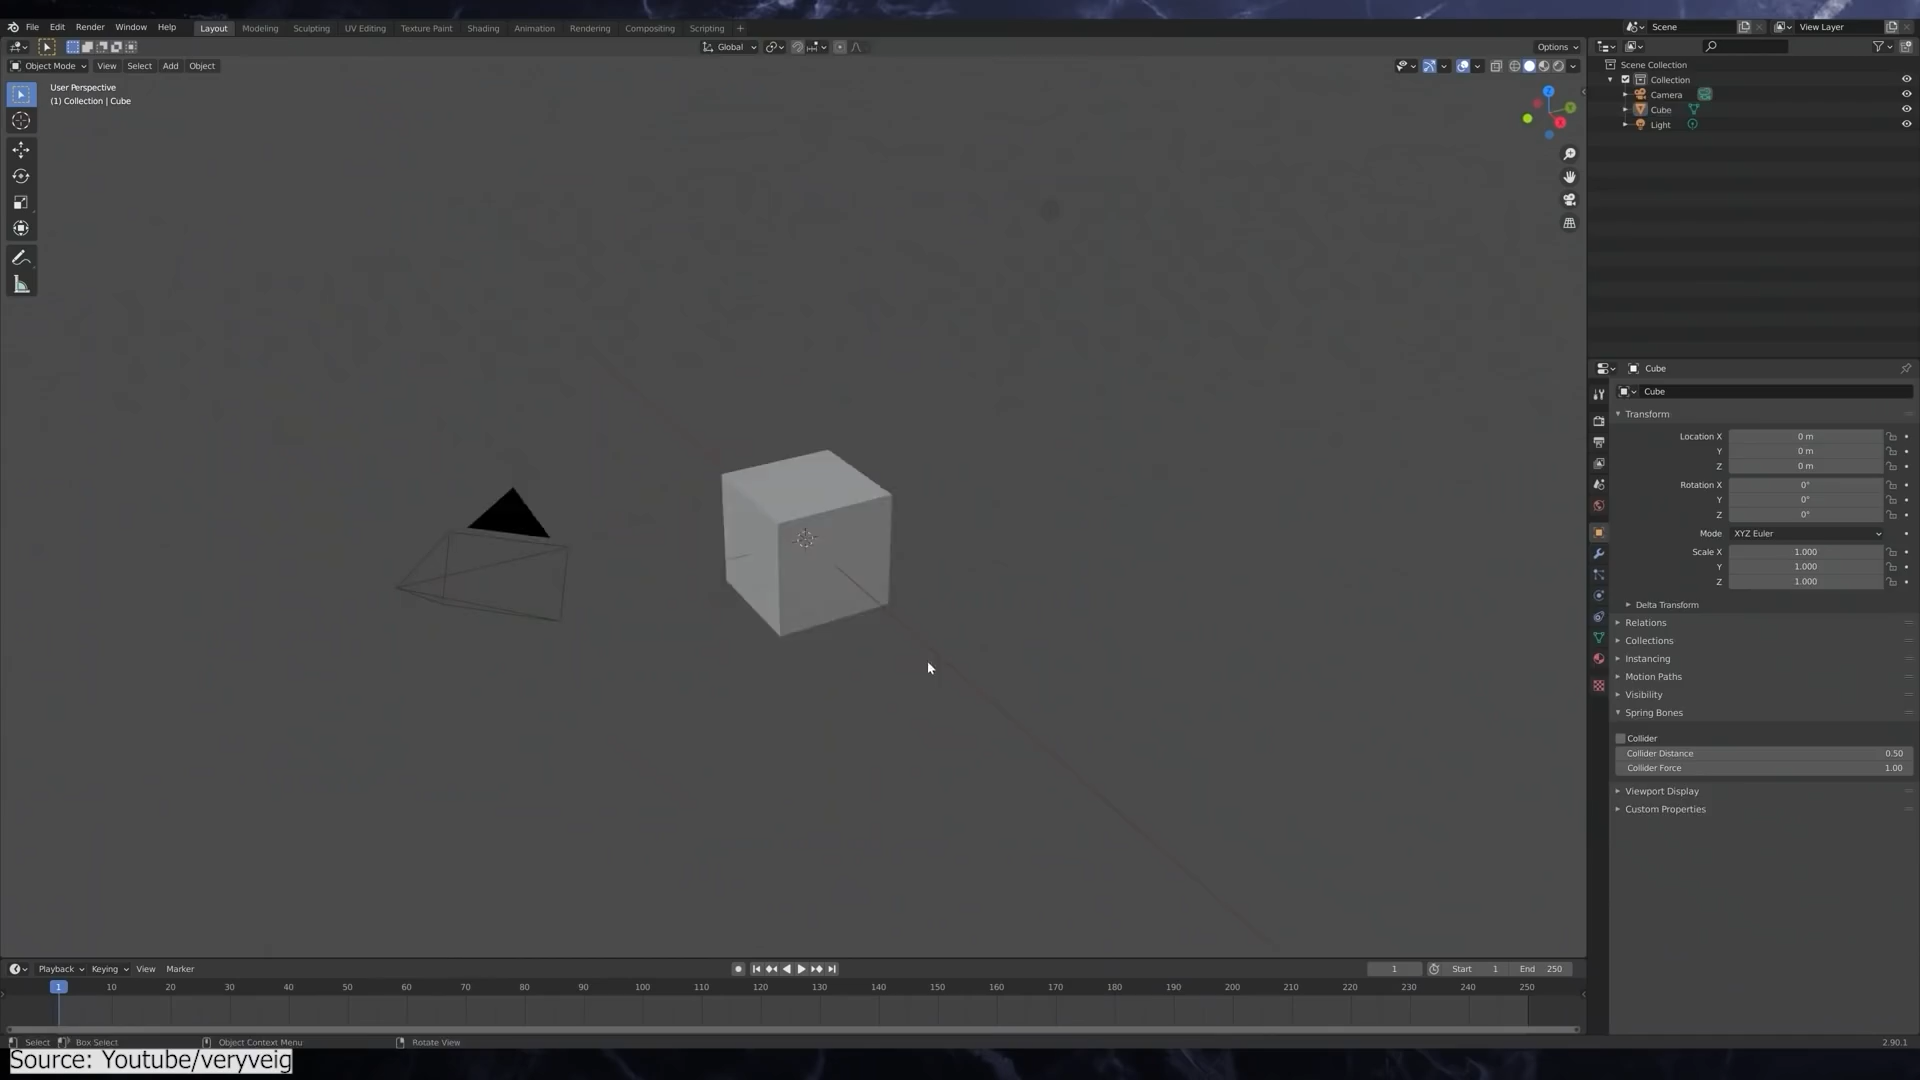 File Edit Render Window Help Layout Modeling Sculpting UV Editing Texture Paint Shading Animation Rendering Compositing Scripting + Scene View Layer
Global Options
Object Mode View Select Add Object
User Perspective
(1) Collection | Cube
Z
Y
X
Scene Collection
Collection
Camera
Cube
Light
Cube
Cube
Transform
Location X 0 m
Y 0 m
Z 0 m
Rotation X 0°
Y 0°
Z 0°
Mode XYZ Euler
Scale X 1.000
Y 1.000
Z 1.000
Delta Transform
Relations
Collections
Instancing
Motion Paths
Visibility
Spring Bones
Collider
Collider Distance 0.50
Collider Force 1.00
Viewport Display
Custom Properties
Playback Keying View Marker 1 Start 1 End 250
1 10 20 30 40 50 60 70 80 90 100 110 120 130 140 150 160 170 180 190 200 210 220 230 240 250
Select Box Select Object Context Menu Rotate View 2.90.1
Source: Youtube/veryveig